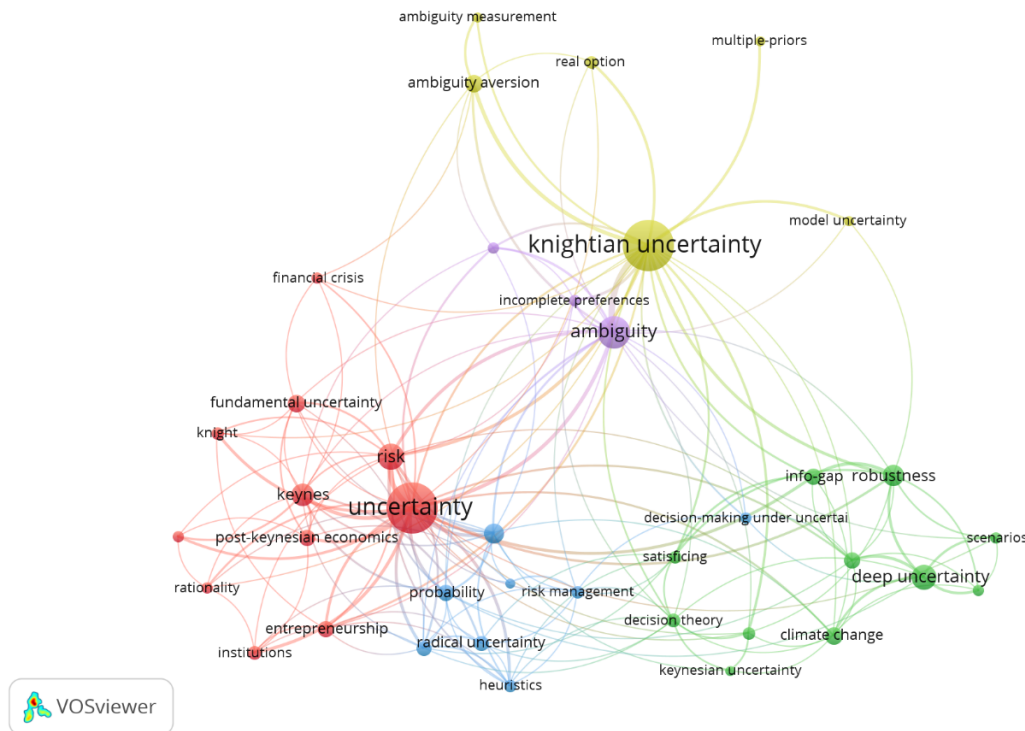 ambiguity measurement
multiple-priors
real option
ambiguity aversion
model uncertainty
knightian uncertainty
financial crisis
incomplete preferences
ambiguity
fundamental uncertainty
knight
risk
info-gap
robustness
keynes
uncertainty
decision-making under uncertai
post-keynesian economics
scenarios
satisficing
deep uncertainty
rationality
probability
risk management
decision theory
entrepreneurship
climate change
radical uncertainty
institutions
keynesian uncertainty
heuristics
VOSviewer